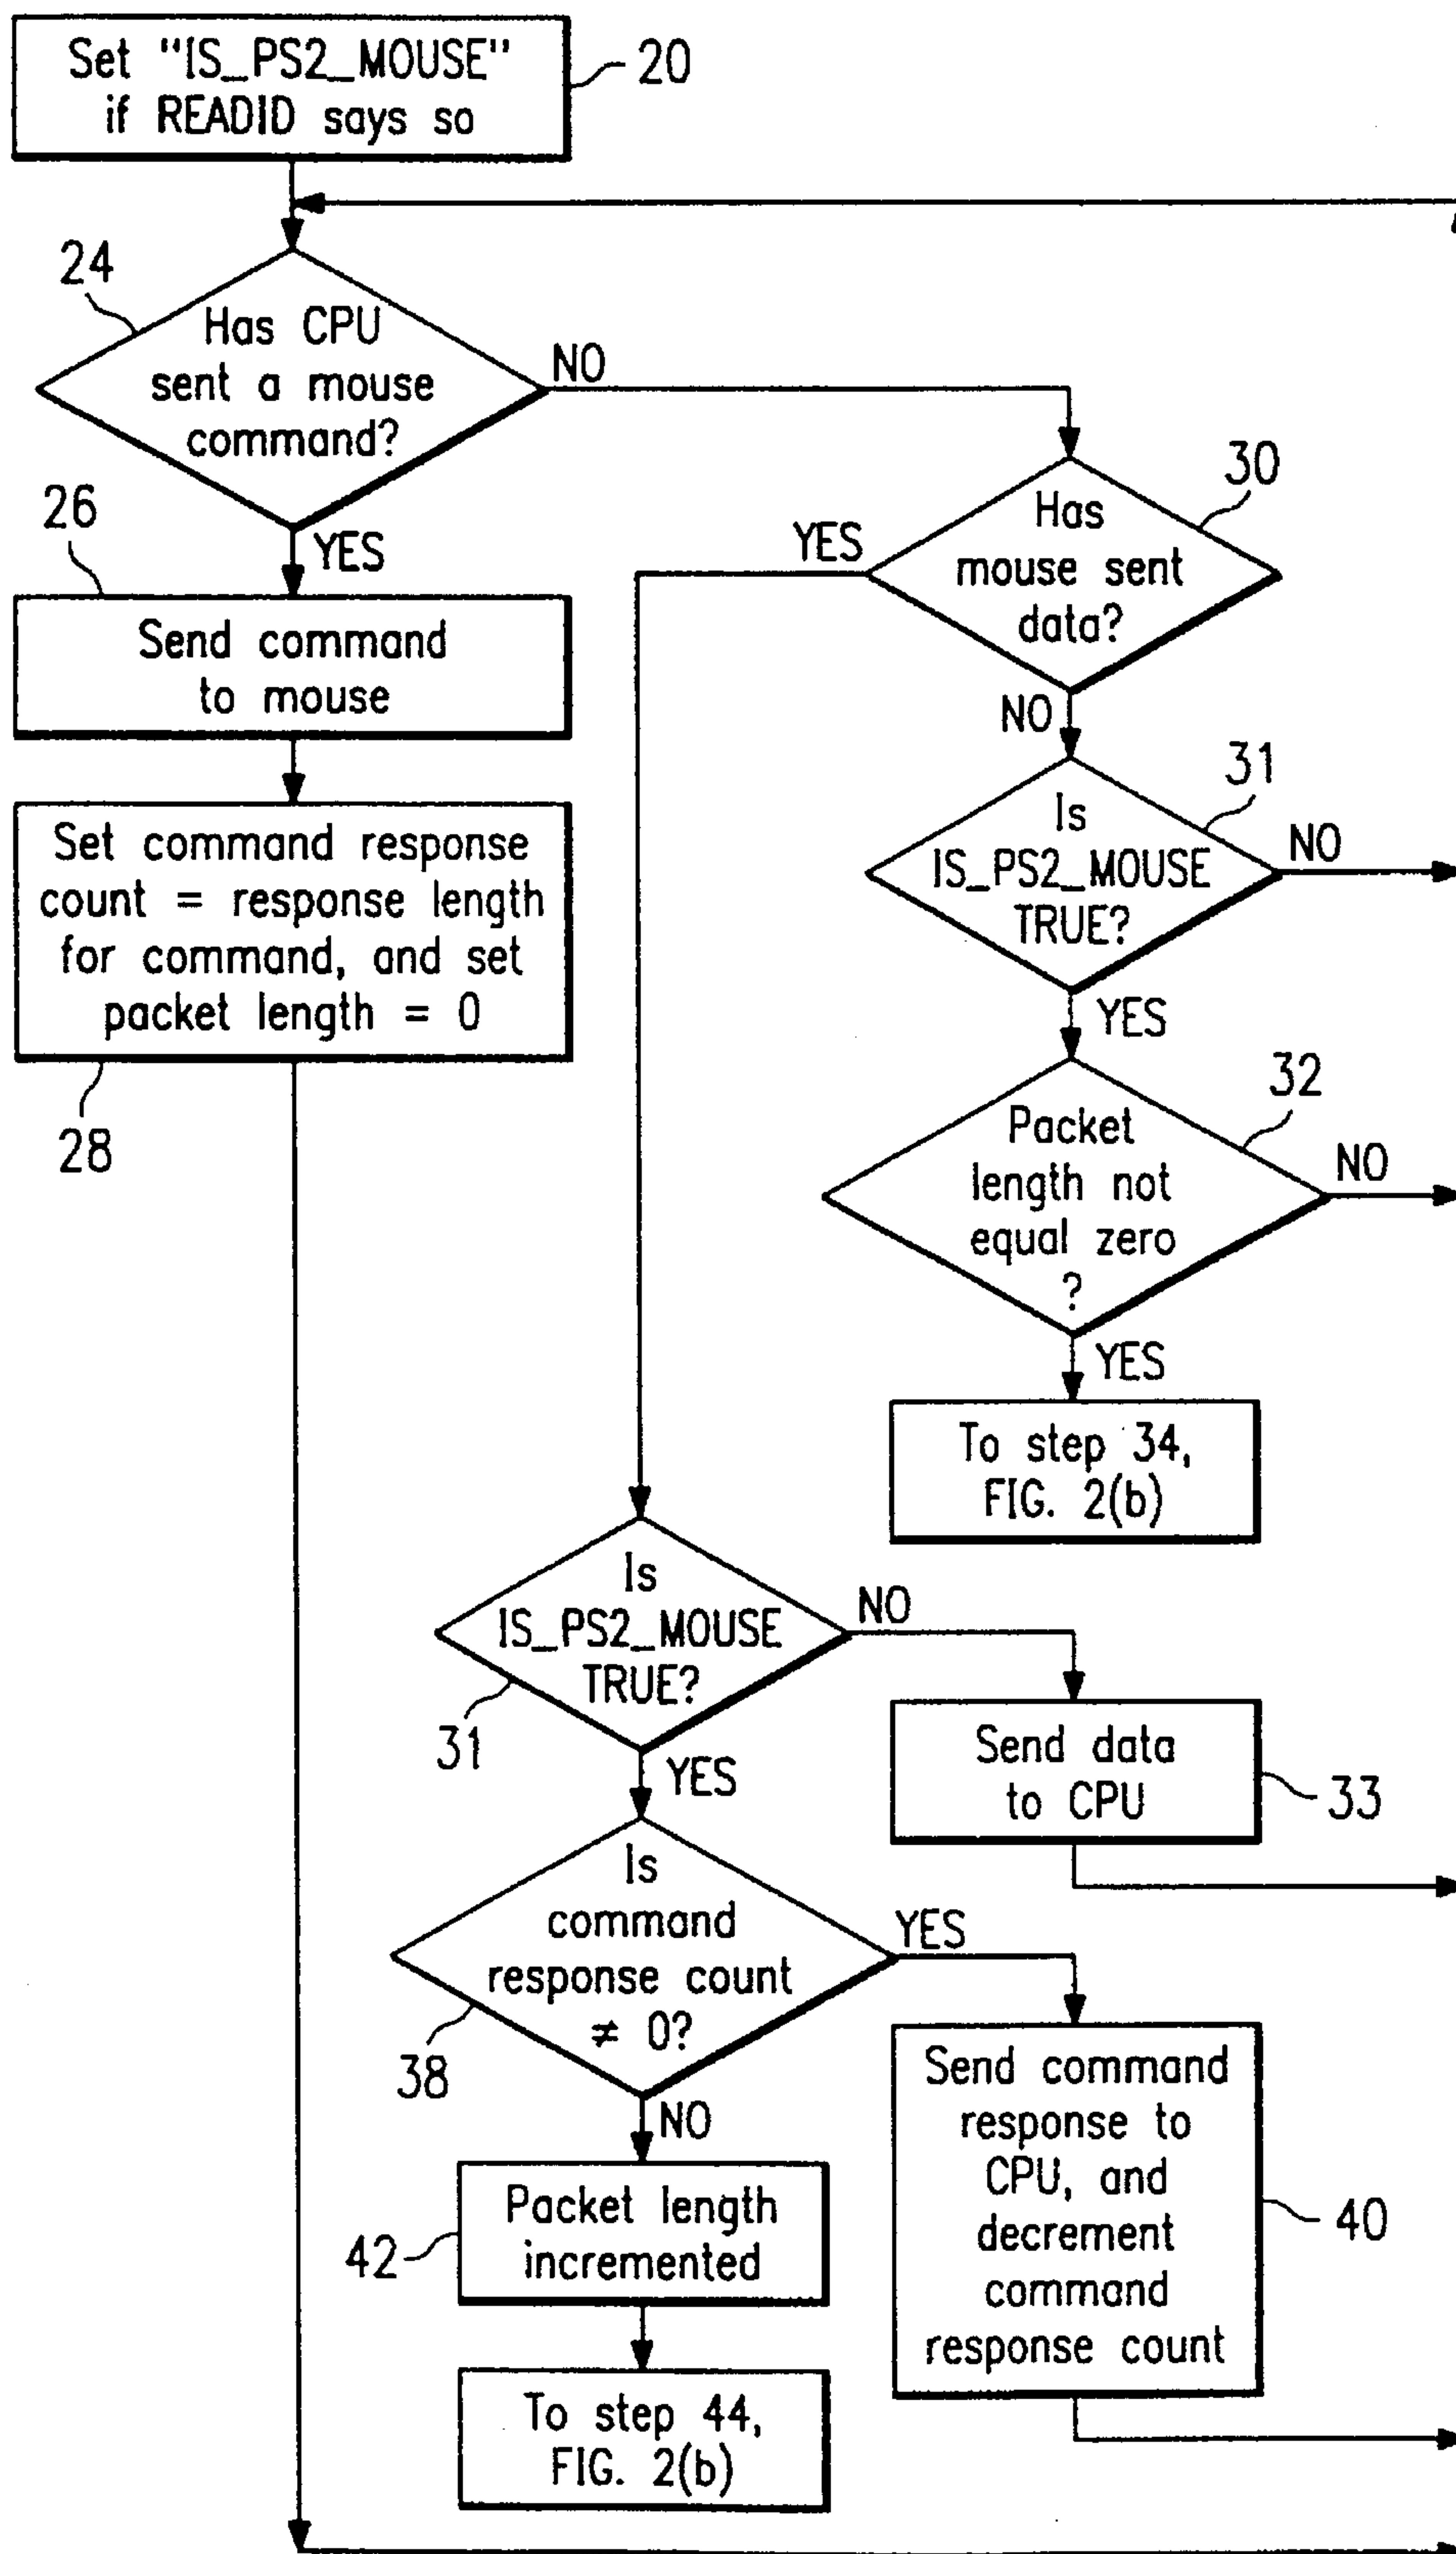 Set "IS_PS2_MOUSE"
if READID says so
20
24
Has CPU
sent a mouse
command?
NO
YES
26
Send command
to mouse
Set command response
count = response length
for command, and set
packet length = 0
28
30
Has
mouse sent
data?
YES
NO
31
Is
IS_PS2_MOUSE
TRUE?
NO
YES
32
Packet
length not
equal zero
?
NO
YES
To step 34,
FIG. 2(b)
Is
IS_PS2_MOUSE
TRUE?
31
NO
YES
Send data
to CPU
33
Is
command
response count
≠ 0?
38
YES
NO
Send command
response to
CPU, and
decrement
command
response count
40
Packet length
incremented
42
To step 44,
FIG. 2(b)